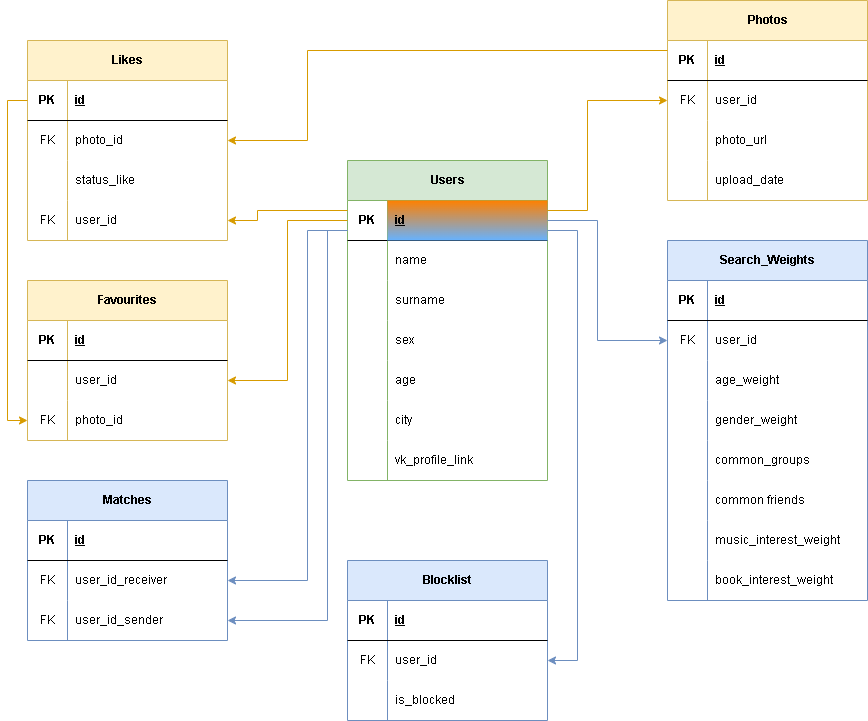 Likes
PK id
FK photo_id
status_like
FK user_id
Favourites
PK id
user_id
FK photo_id
Matches
PK id
FK user_id_receiver
FK user_id_sender
Users
PK id
name
surname
sex
age
city
vk_profile_link
Blocklist
PK id
FK user_id
is_blocked
Photos
PK id
FK user_id
photo_url
upload_date
Search_Weights
PK id
FK user_id
age_weight
gender_weight
common_groups
common friends
music_interest_weight
book_interest_weight